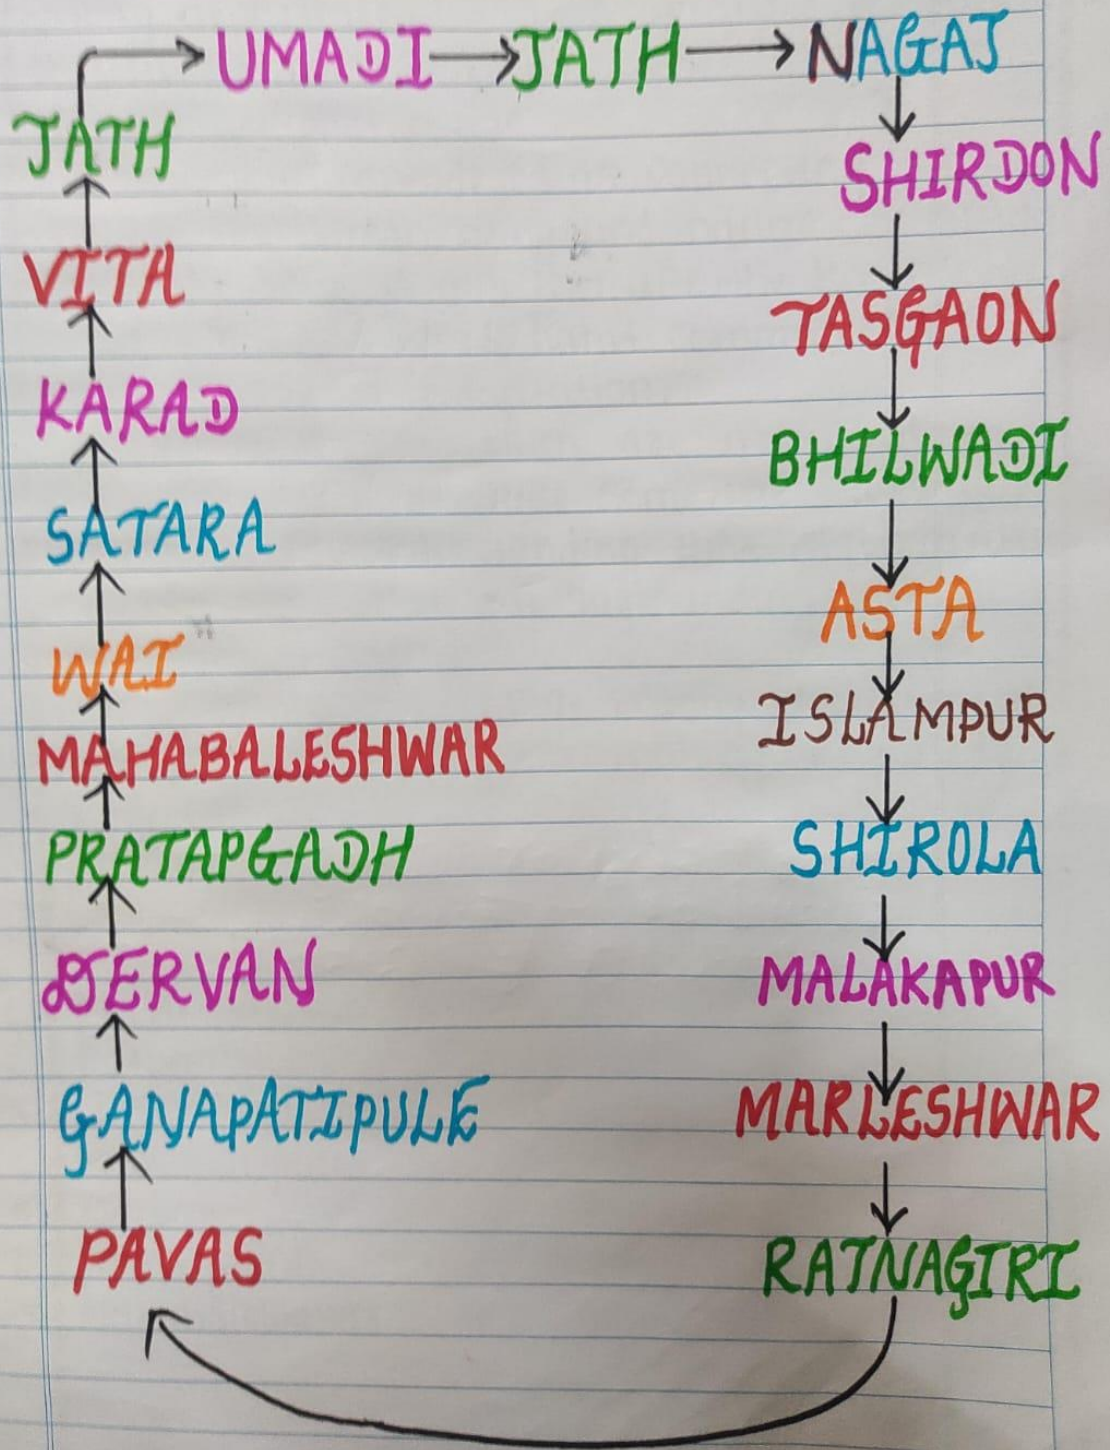 UMADI JATH NAGAJ
JATH
SHIRDON
VITA
TASGAON
KARAD
BHILWADI
SATARA
ASTA
WAI
ISLAMPUR
MAHABALESHWAR
PRATAPGADH
SHIROLA
DERVAN
MALAKAPUR
GANAPATIPULE
MARLESHWAR
PAVAS
RATNAGIRI